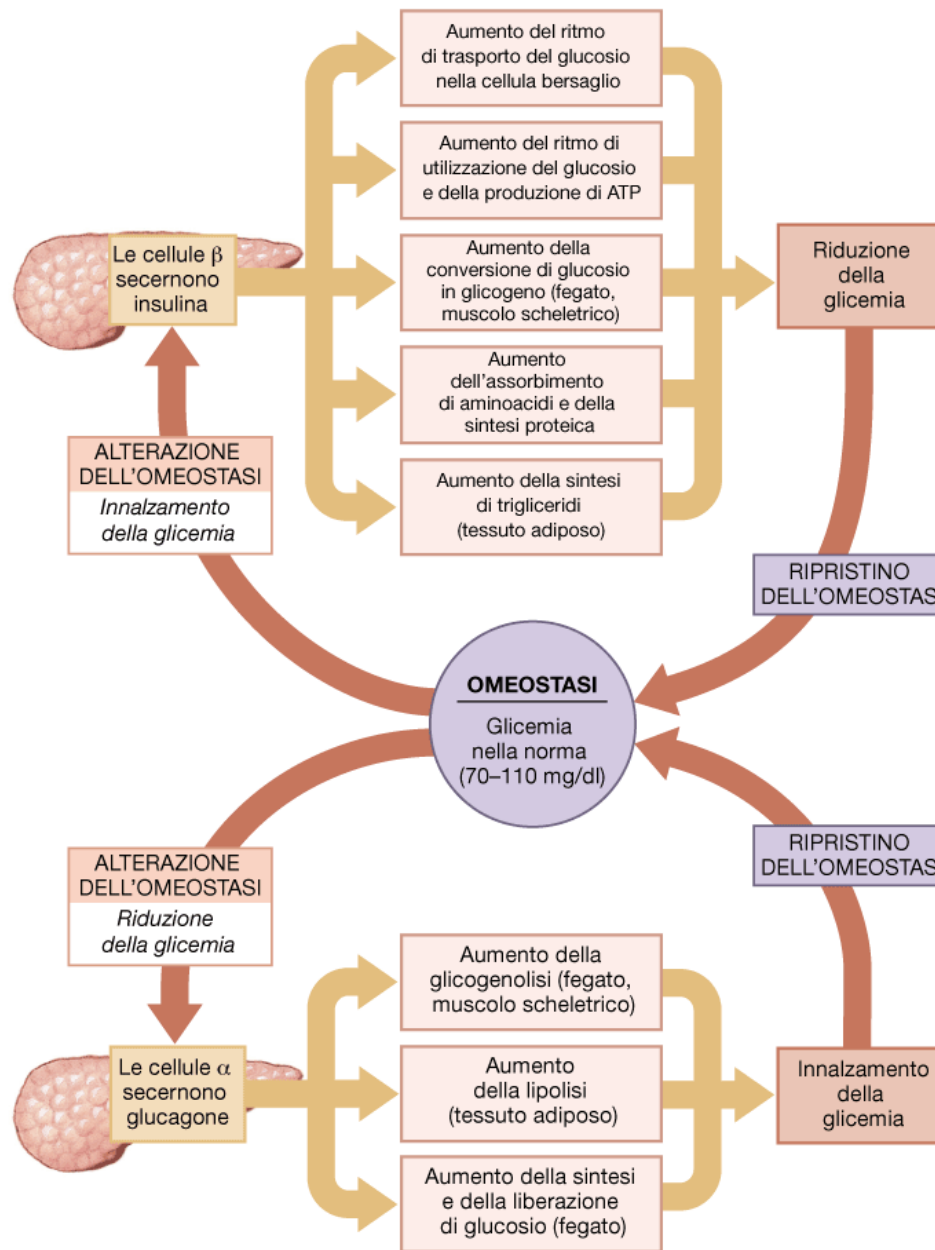 Aumento del ritmo
di trasporto del glucosio
nella cellula bersaglio
Aumento del ritmo di
utilizzazione del glucosio
e della produzione di ATP
Le cellule β
secernono
insulina
Aumento della
conversione di glucosio
in glicogeno (fegato,
muscolo scheletrico)
Riduzione
della
glicemia
Aumento
dell'assorbimento
di aminoacidi e della
sintesi proteica
ALTERAZIONE
DELL'OMEOSTASI
Innalzamento
della glicemia
Aumento della sintesi
di trigliceridi
(tessuto adiposo)
RIPRISTINO
DELL'OMEOSTASI
OMEOSTASI
Glicemia
nella norma
(70–110 mg/dl)
ALTERAZIONE
DELL'OMEOSTASI
Riduzione
della glicemia
RIPRISTINO
DELL'OMEOSTASI
Aumento della
glicogenolisi (fegato,
muscolo scheletrico)
Le cellule α
secernono
glucagone
Aumento
della lipolisi
(tessuto adiposo)
Innalzamento
della
glicemia
Aumento della sintesi
e della liberazione
di glucosio (fegato)